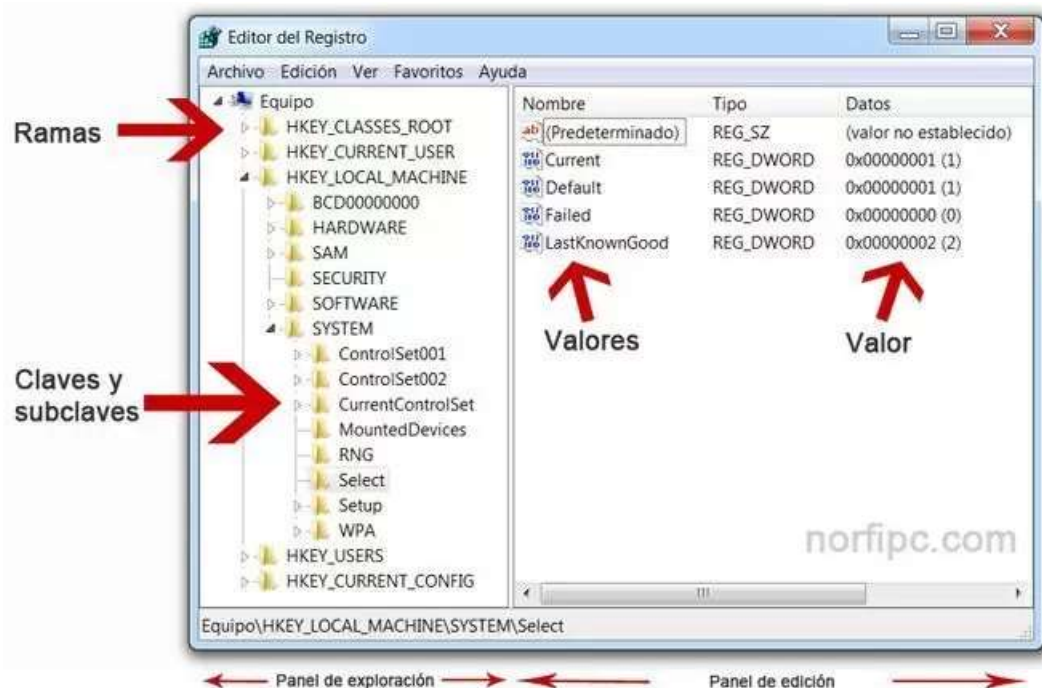 Editor del Registro
Archivo Edición Ver Favoritos Ayuda
Ramas
Claves y
subclaves
Equipo
HKEY_CLASSES_ROOT
HKEY_CURRENT_USER
HKEY_LOCAL_MACHINE
BCD00000000
HARDWARE
SAM
SECURITY
SOFTWARE
SYSTEM
ControlSet001
ControlSet002
CurrentControlSet
MountedDevices
RNG
Select
Setup
WPA
HKEY_USERS
HKEY_CURRENT_CONFIG
Nombre Tipo Datos
(Predeterminado) REG_SZ (valor no establecido)
Current REG_DWORD 0x00000001 (1)
Default REG_DWORD 0x00000001 (1)
Failed REG_DWORD 0x00000000 (0)
LastKnownGood REG_DWORD 0x00000002 (2)
Valores Valor
norfipc.com
Equipo\HKEY_LOCAL_MACHINE\SYSTEM\Select
Panel de exploración Panel de edición